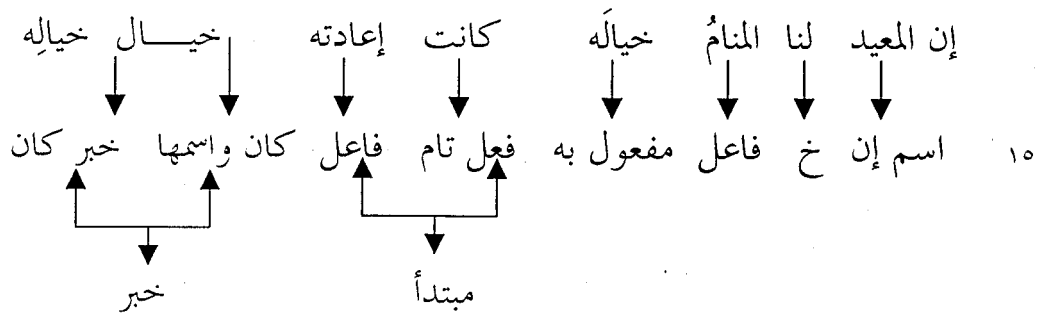 إن المعيد لنا المنامُ خيالَه كانت إعادته خيـــال خيالِه
١٥ اسم إن خ فاعل مفعول به فعل تام فاعل كان واسمها خبر كان
مبتدأ خبر